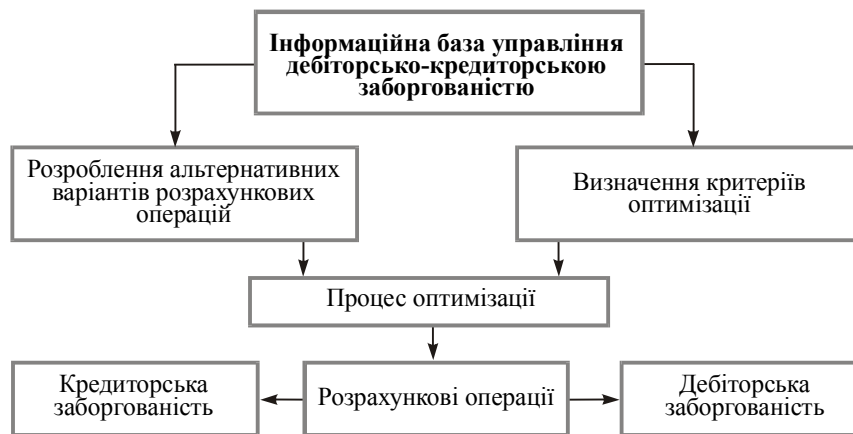 Інформаційна база управління
дебіторсько-кредиторською
заборгованістю
Розроблення альтернативних
варіантів розрахункових
операцій
Визначення критеріїв
оптимізації
Процес оптимізації
Кредиторська
заборгованість
Розрахункові операції
Дебіторська
заборгованість